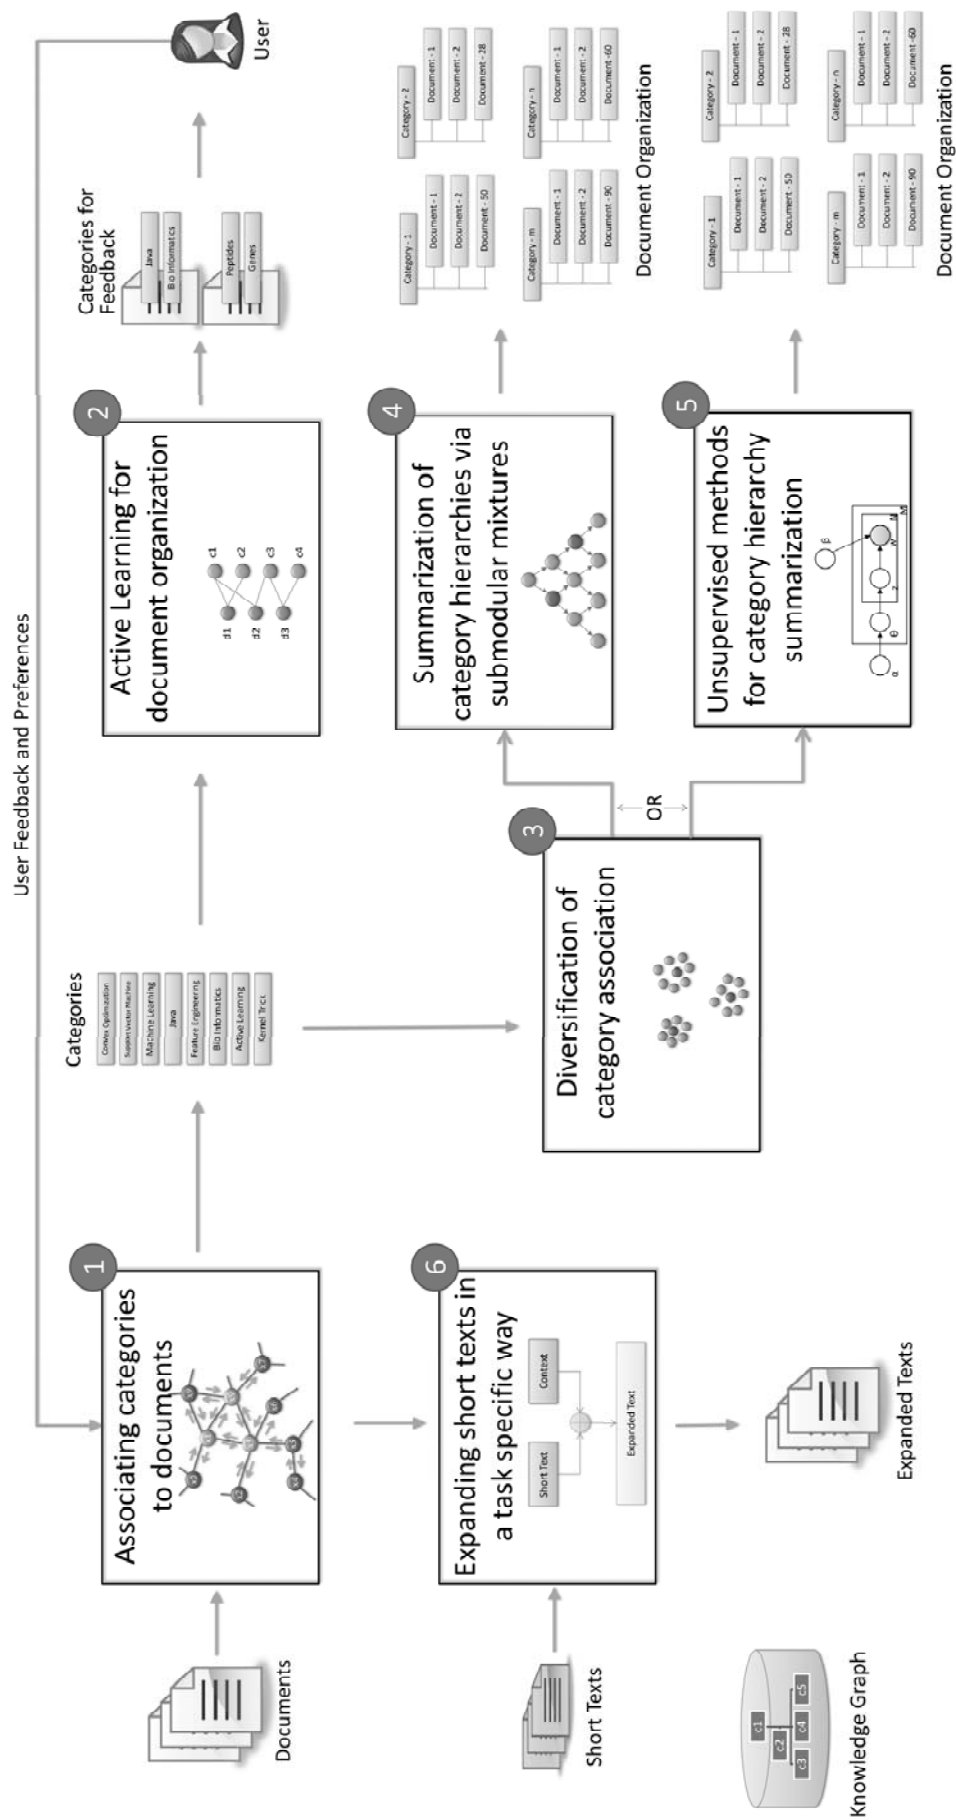 User Feedback and Preferences
Documents
1
Associating categories
to documents
Categories
Convex Optimization
Support Vector Machine
Machine Learning
Java
Feature Engineering
Bio Informatics
Active Learning
Kernel Trick
2
Active Learning for
document organization
d1
d2
d3
c1
c2
c3
c4
Categories for
Feedback
Java
Bio Informatics
Peptides
Genes
User
Short Texts
6
Expanding short texts in
a task specific way
Short Text
Context
Expanded Text
Expanded Texts
3
Diversification of
category association
OR
4
Summarization of
category hierarchies via
submodular mixtures
Category - 1
Document - 1
Document - 2
Document - 50
Category - 2
Document - 1
Document - 2
Document - 28
Category - m
Document - 1
Document - 2
Document - 90
Category - n
Document - 1
Document - 2
Document -60
Document Organization
5
Unsupervised methods
for category hierarchy
summarization
α
θ
z
β
Category - 1
Document - 1
Document - 2
Document - 50
Category - 2
Document - 1
Document - 2
Document - 28
Category - m
Document - 1
Document - 2
Document - 90
Category - n
Document - 1
Document - 2
Document -60
Document Organization
c1
c2
c3
c4
c5
Knowledge Graph